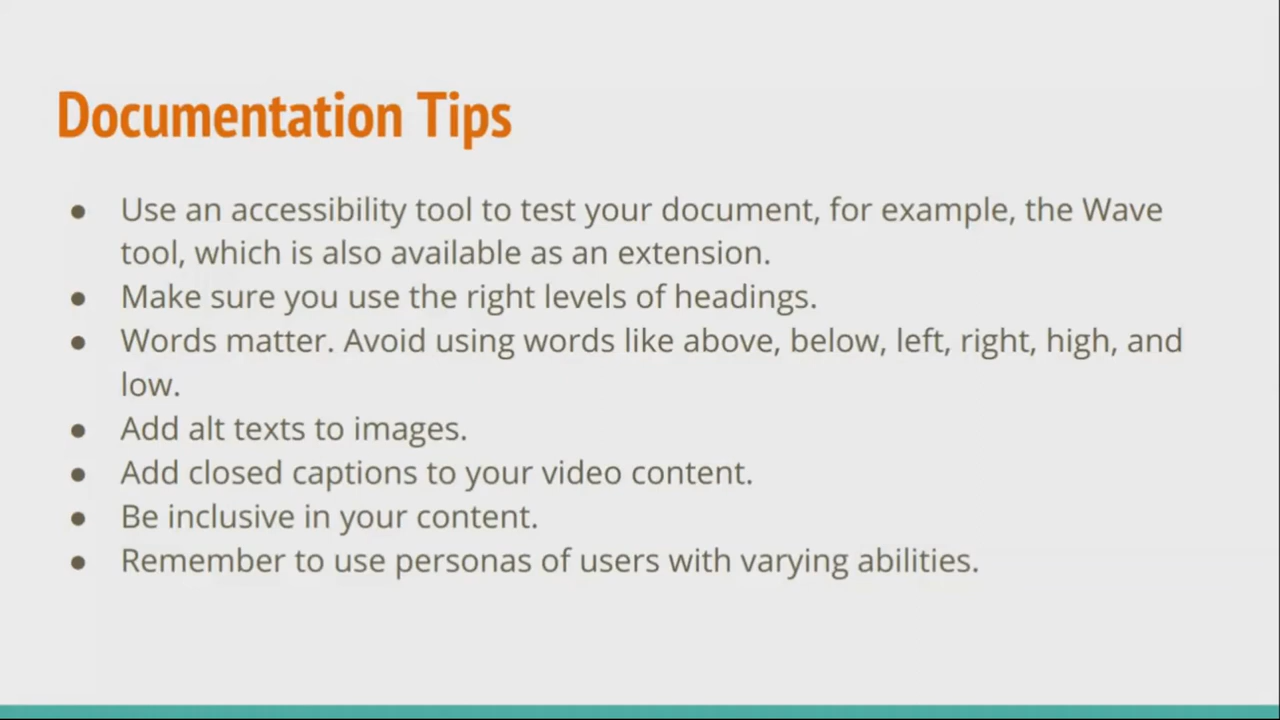 Documentation Tips
● Use an accessibility tool to test your document, for example, the Wave
tool, which is also available as an extension.
● Make sure you use the right levels of headings.
● Words matter. Avoid using words like above, below, left, right, high, and
low.
● Add alt texts to images.
● Add closed captions to your video content.
● Be inclusive in your content.
● Remember to use personas of users with varying abilities.